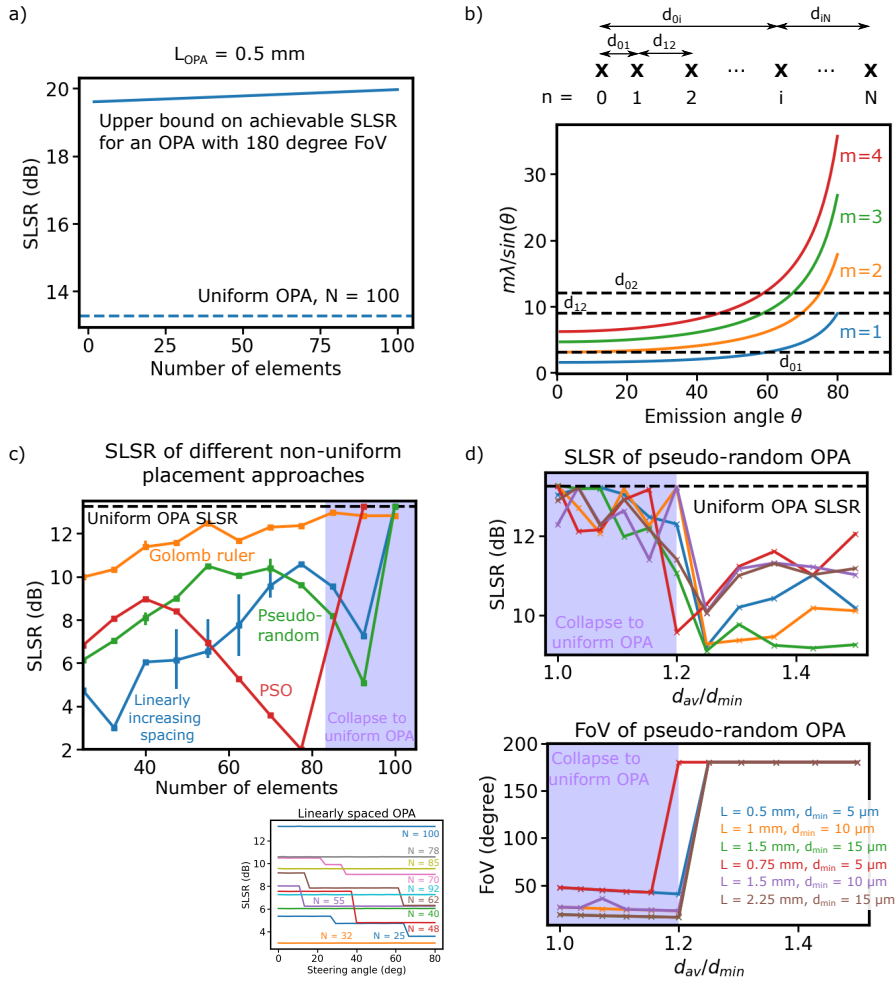 a)
L_OPA = 0.5 mm
20
18
16
14
SLSR (dB)
Upper bound on achievable SLSR
for an OPA with 180 degree FoV
Uniform OPA, N = 100
0 25 50 75 100
Number of elements
b)
d_0i d_iN
d_01 d_12
X X X ... X ... X
n = 0 1 2 i N
30
20
10
0
mλ/sin(θ)
m=4
m=3
m=2
m=1
d_02
d_12
d_01
0 20 40 60 80
Emission angle θ
c)
SLSR of different non-uniform
placement approaches
12
10
8
6
4
2
SLSR (dB)
Uniform OPA SLSR
Golomb ruler
Pseudo-
random
PSO
Linearly
increasing
spacing
Collapse to
uniform OPA
40 60 80 100
Number of elements
Linearly spaced OPA
12
10
8
6
4
SLSR (dB)
N = 100
N = 78
N = 85
N = 70
N = 92
N = 62
N = 55
N = 40
N = 48
N = 32
N = 25
0 20 40 60 80
Steering angle (deg)
d)
SLSR of pseudo-random OPA
12
10
SLSR (dB)
Uniform OPA SLSR
Collapse to
uniform OPA
1.0 1.2 1.4
d_av/d_min
FoV of pseudo-random OPA
200
150
100
50
0
FoV (degree)
Collapse to
uniform OPA
L = 0.5 mm, d_min = 5 μm
L = 1 mm, d_min = 10 μm
L = 1.5 mm, d_min = 15 μm
L = 0.75 mm, d_min = 5 μm
L = 1.5 mm, d_min = 10 μm
L = 2.25 mm, d_min = 15 μm
1.0 1.2 1.4
d_av/d_min